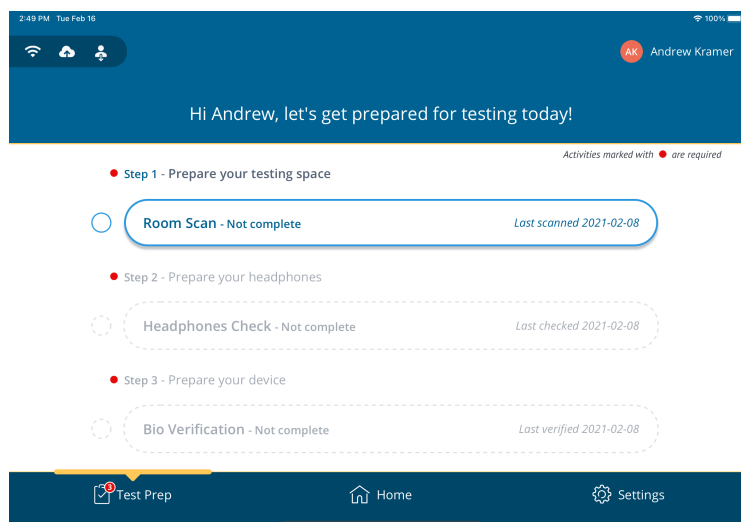 2:49 PM Tue Feb 16
100%
AK Andrew Kramer
Hi Andrew, let's get prepared for testing today!
Activities marked with are required
Step 1 - Prepare your testing space
Room Scan - Not complete
Last scanned 2021-02-08
Step 2 - Prepare your headphones
Headphones Check - Not complete
Last checked 2021-02-08
Step 3 - Prepare your device
Bio Verification - Not complete
Last verified 2021-02-08
3
Test Prep
Home
Settings